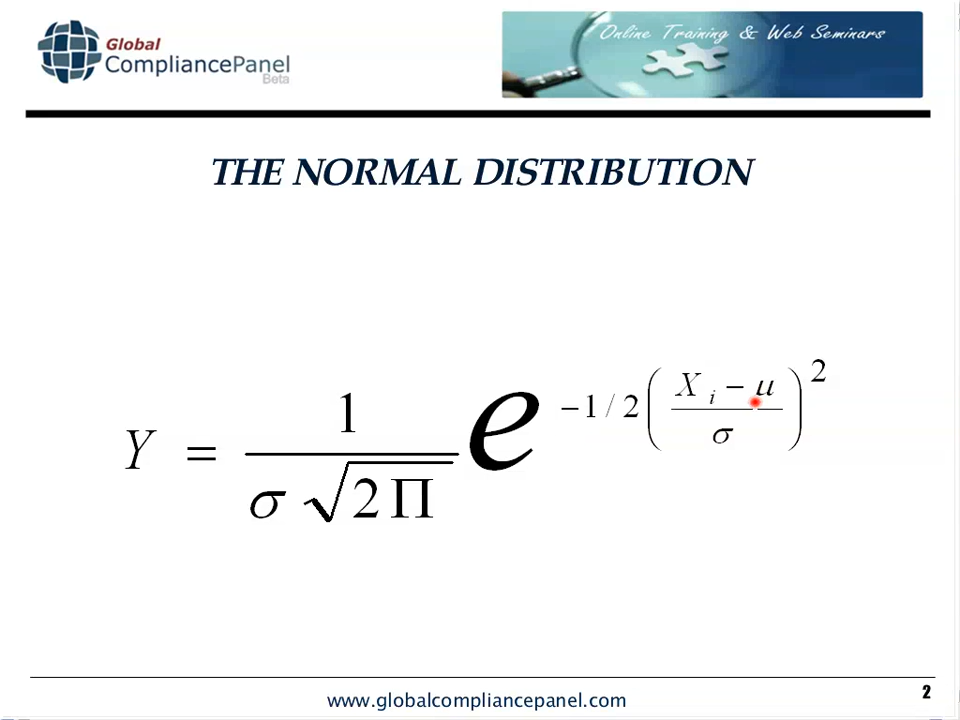 Global
CompliancePanel
Beta
Online Training & Web Seminars
THE NORMAL DISTRIBUTION
Y = 1 / σ √2Π e −1/2 ( X i − μ / σ ) 2
www.globalcompliancepanel.com
2